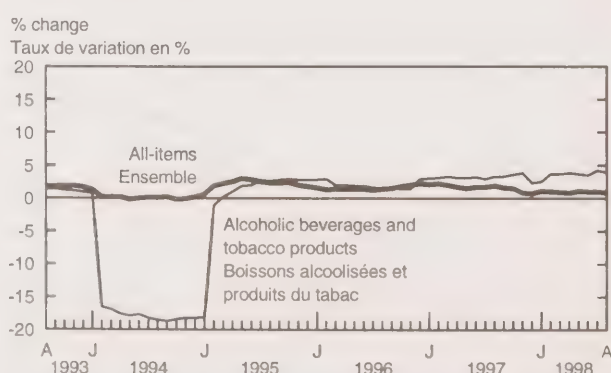 % change
Taux de variation en %
20
15
10
5
0
-5
-10
-15
-20
All-items
Ensemble
Alcoholic beverages and
tobacco products
Boissons alcoolisées et
produits du tabac
A J J J J J A
1993 1994 1995 1996 1997 1998